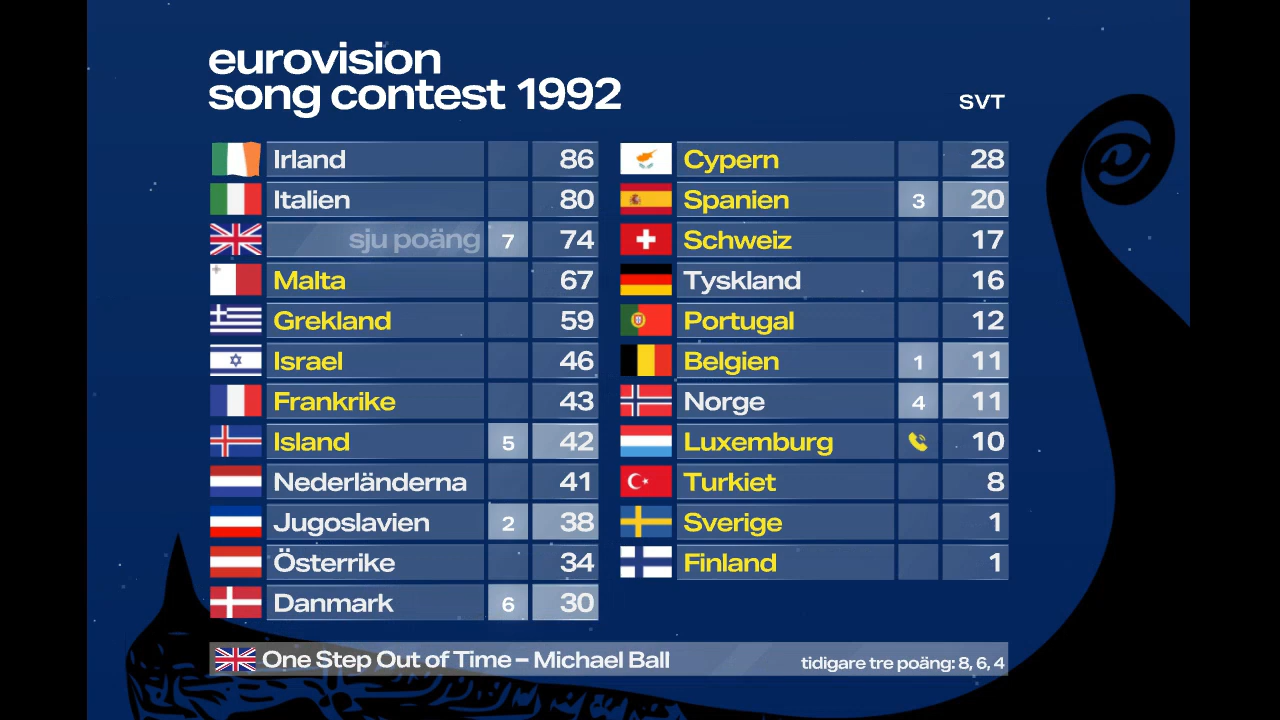 eurovision
song contest 1992
SVT
Irland 86
Italien 80
sju poäng 7 74
Malta 67
Grekland 59
Israel 46
Frankrike 43
Island 5 42
Nederländerna 41
Jugoslavien 2 38
Österrike 34
Danmark 6 30
Cypern 28
Spanien 3 20
Schweiz 17
Tyskland 16
Portugal 12
Belgien 1 11
Norge 4 11
Luxemburg 10
Turkiet 8
Sverige 1
Finland 1
One Step Out of Time – Michael Ball tidigare tre poäng: 8, 6, 4